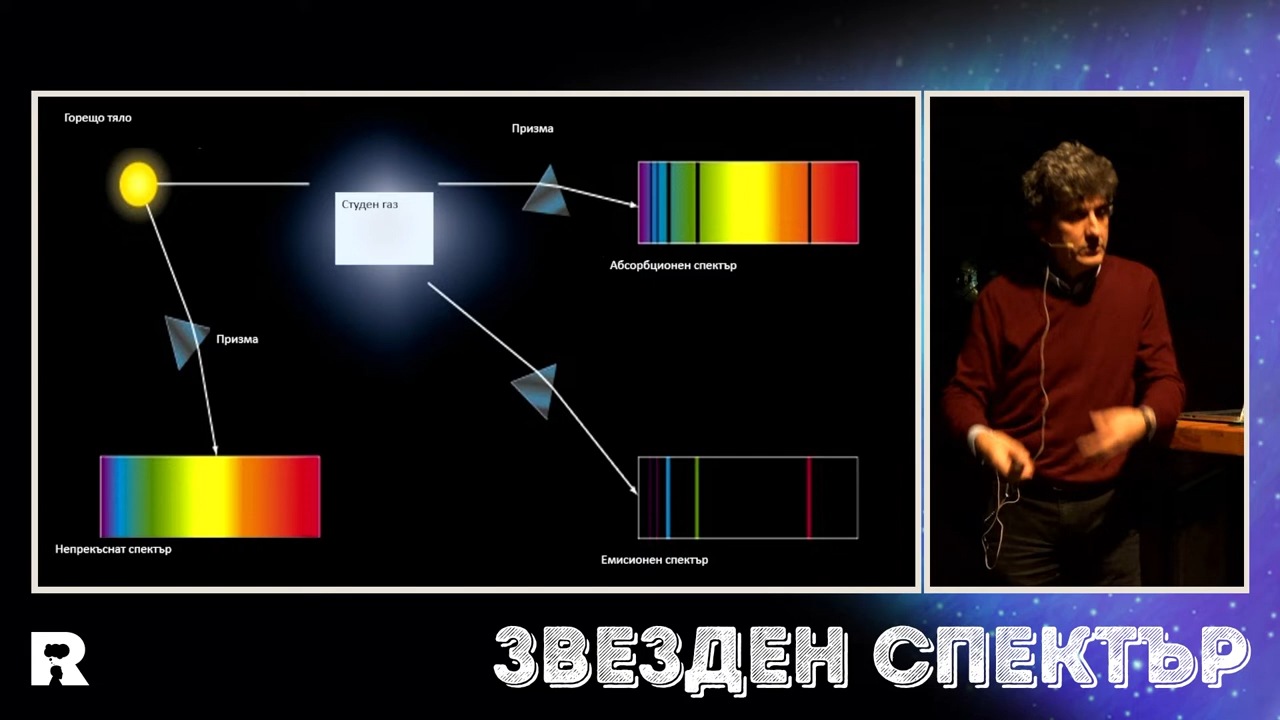 Горещо тяло
Призма
Студен газ
Абсорбционен спектър
Призма
Непрекъснат спектър
Емисионен спектър
R
ЗВЕЗДЕН СПЕКТЪР